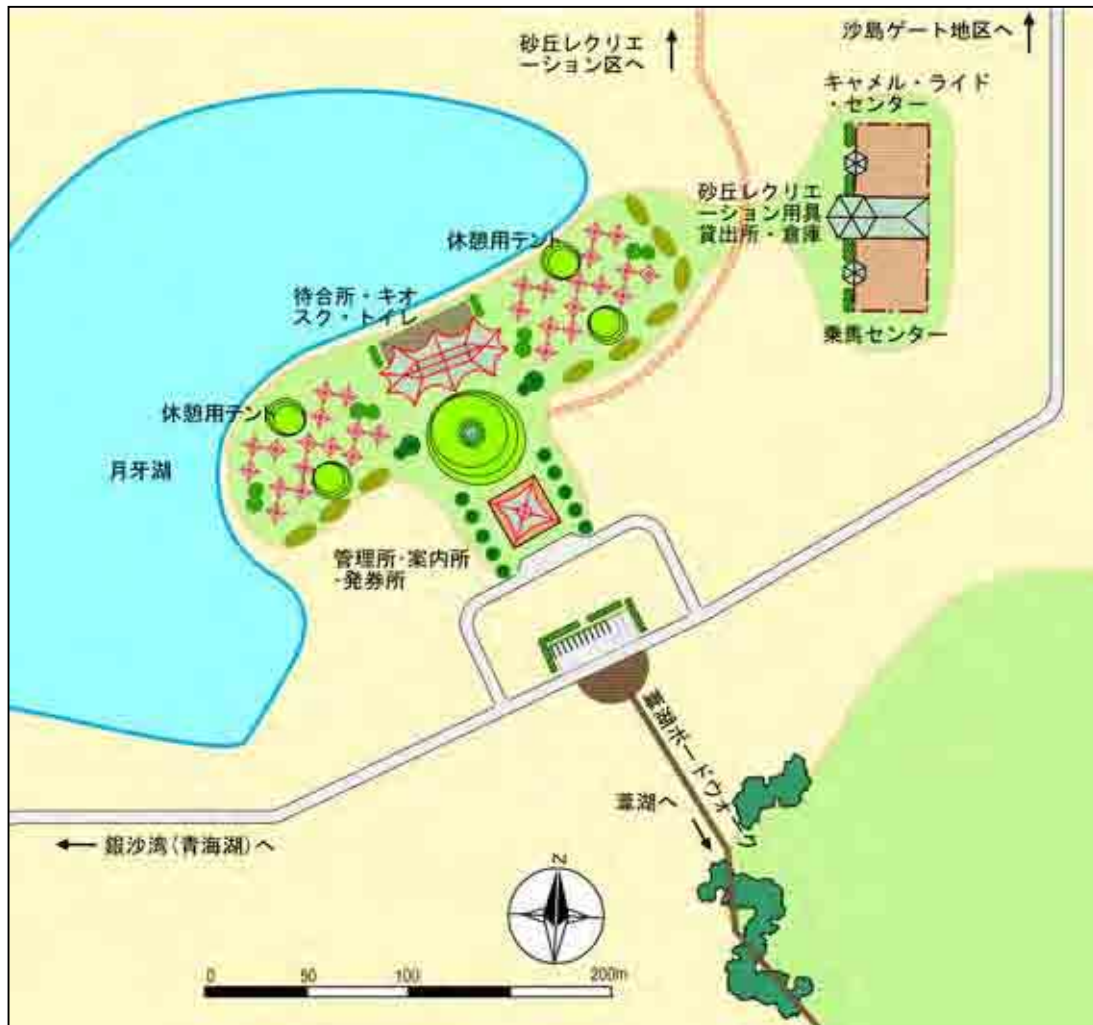 砂丘レクリエ
ーション区へ
沙島ゲート地区へ
キャメル・ライド
・センター
砂丘レクリエ
ーション用具
貸出所・倉庫
休憩用テント
待合所・キオ
スク・トイレ
乗馬センター
休憩用テント
月牙湖
管理所・案内所
・発券所
葦湖ボードウォーク
葦湖へ
銀沙湾(青海湖)へ
N
0 50 100 200m